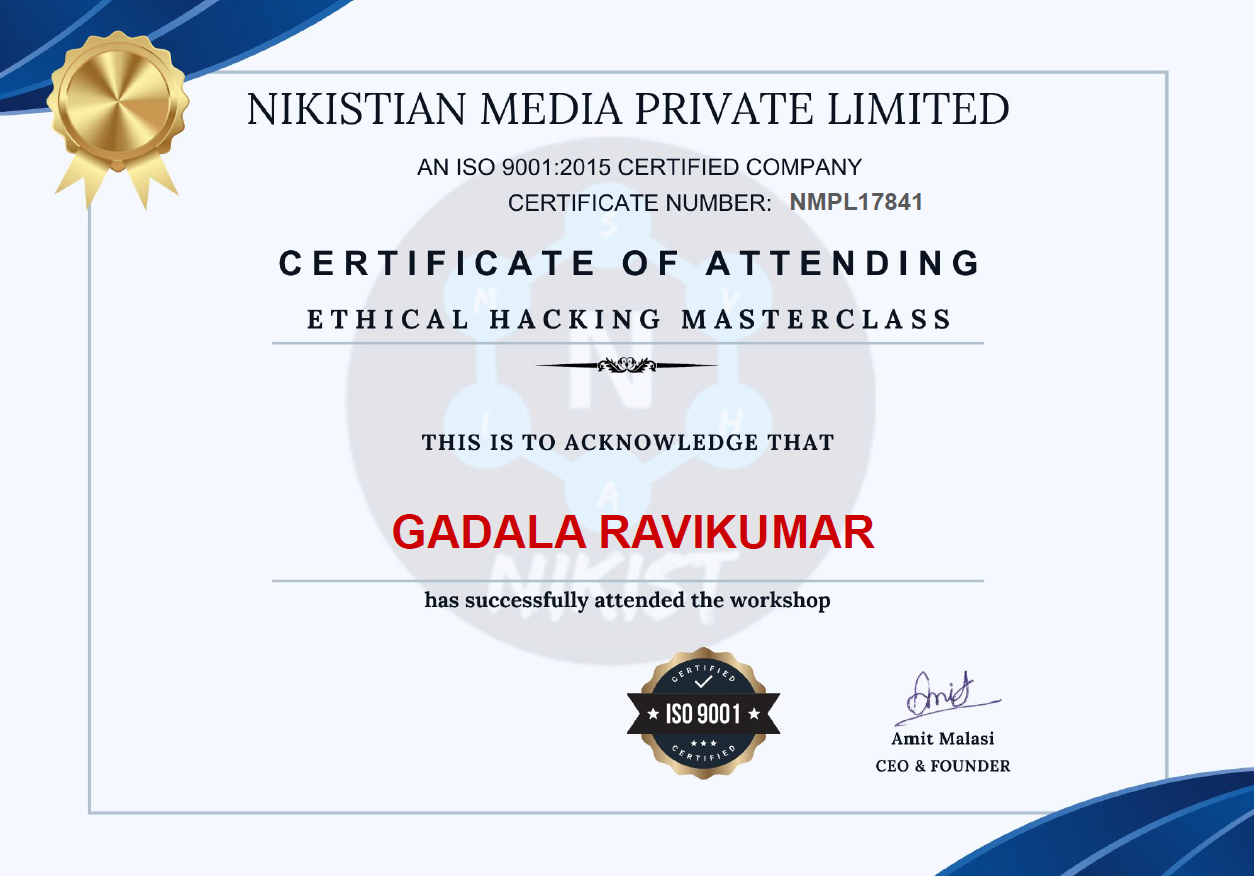 NIKISTIAN MEDIA PRIVATE LIMITED
AN ISO 9001:2015 CERTIFIED COMPANY
CERTIFICATE NUMBER: NMPL17841
CERTIFICATE OF ATTENDING
ETHICAL HACKING MASTERCLASS
THIS IS TO ACKNOWLEDGE THAT
GADALA RAVIKUMAR
has successfully attended the workshop
S
M
V
N
I
H
A
NIKIST
CERTIFIED
ISO 9001
CERTIFIED
Amit
Amit Malasi
CEO & FOUNDER